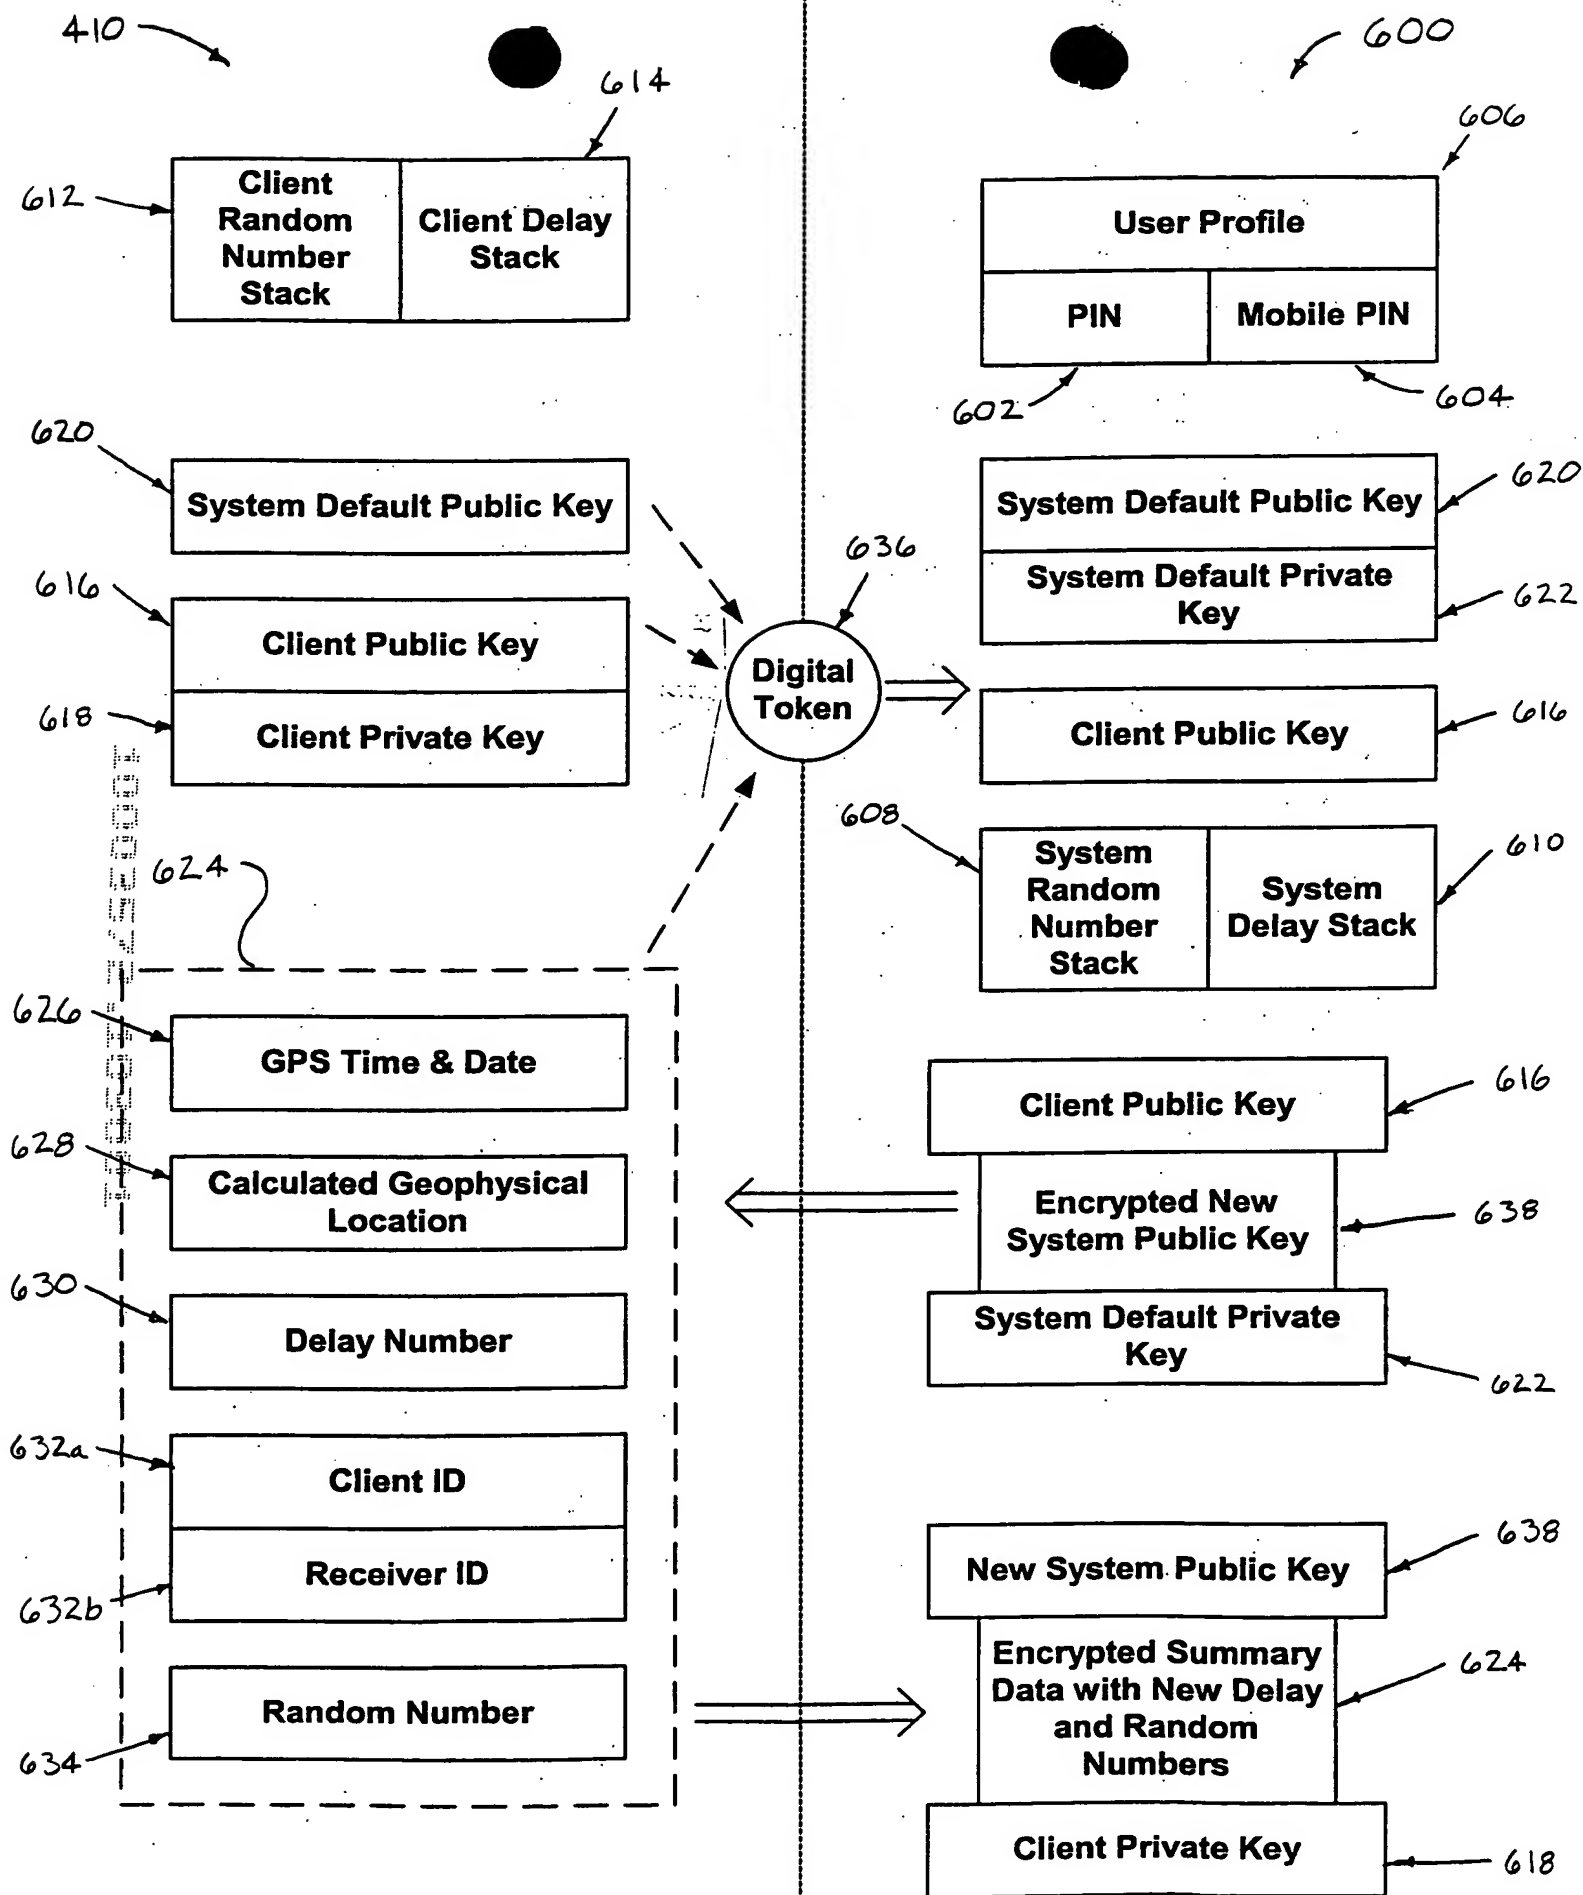 410
600
614
606
612
Client
Random
Number
Stack
Client Delay
Stack
User Profile
PIN
Mobile PIN
602
604
620
System Default Public Key
616
Client Public Key
618
Client Private Key
636
Digital
Token
System Default Public Key
620
System Default Private
Key
622
Client Public Key
616
608
System
Random
Number
Stack
System
Delay Stack
610
624
626
GPS Time & Date
628
Calculated Geophysical
Location
630
Delay Number
632a
Client ID
Receiver ID
632b
Random Number
634
Client Public Key
616
Encrypted New
System Public Key
638
System Default Private
Key
622
New System Public Key
638
Encrypted Summary
Data with New Delay
and Random
Numbers
624
Client Private Key
618